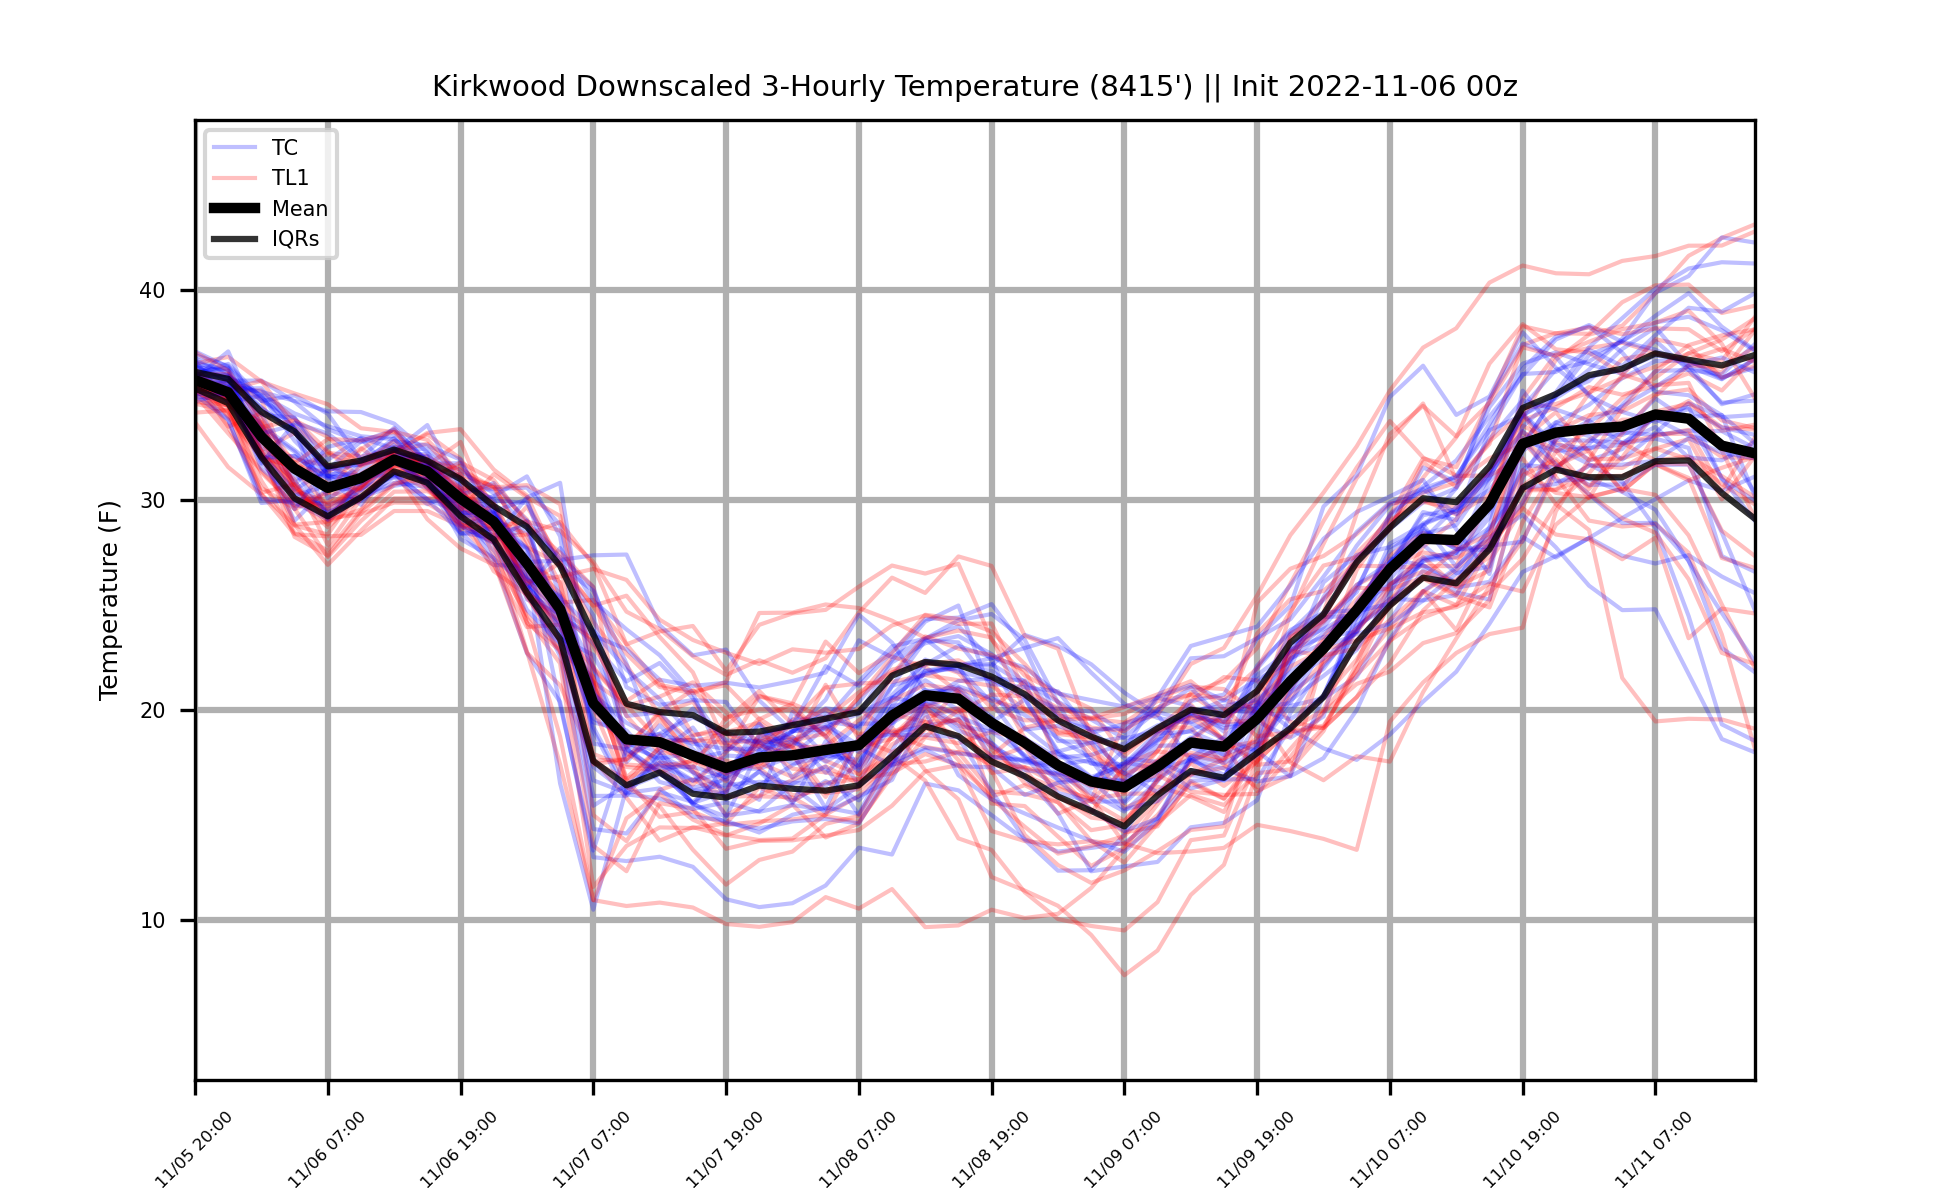 Kirkwood Downscaled 3-Hourly Temperature (8415') || Init 2022-11-06 00z
TC
TL1
Mean
IQRs
Temperature (F)
40
30
20
10
11/05 20:00
11/06 07:00
11/06 19:00
11/07 07:00
11/07 19:00
11/08 07:00
11/08 19:00
11/09 07:00
11/09 19:00
11/10 07:00
11/10 19:00
11/11 07:00